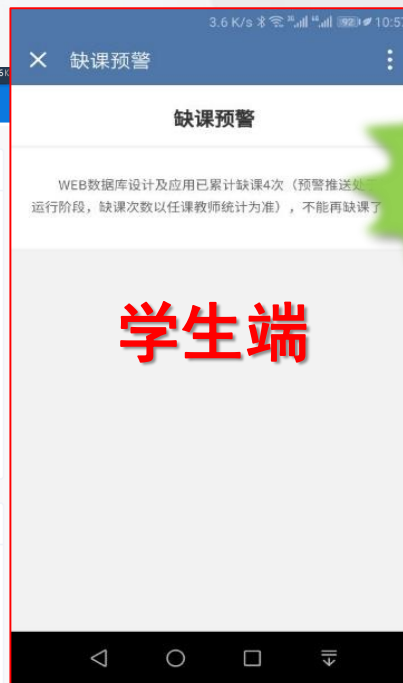 3.6 K/s 92 10:57
缺课预警
缺课预警
WEB数据库设计及应用已累计缺课4次（预警推送处
运行阶段，缺课次数以任课教师统计为准），不能再缺课了
学生端